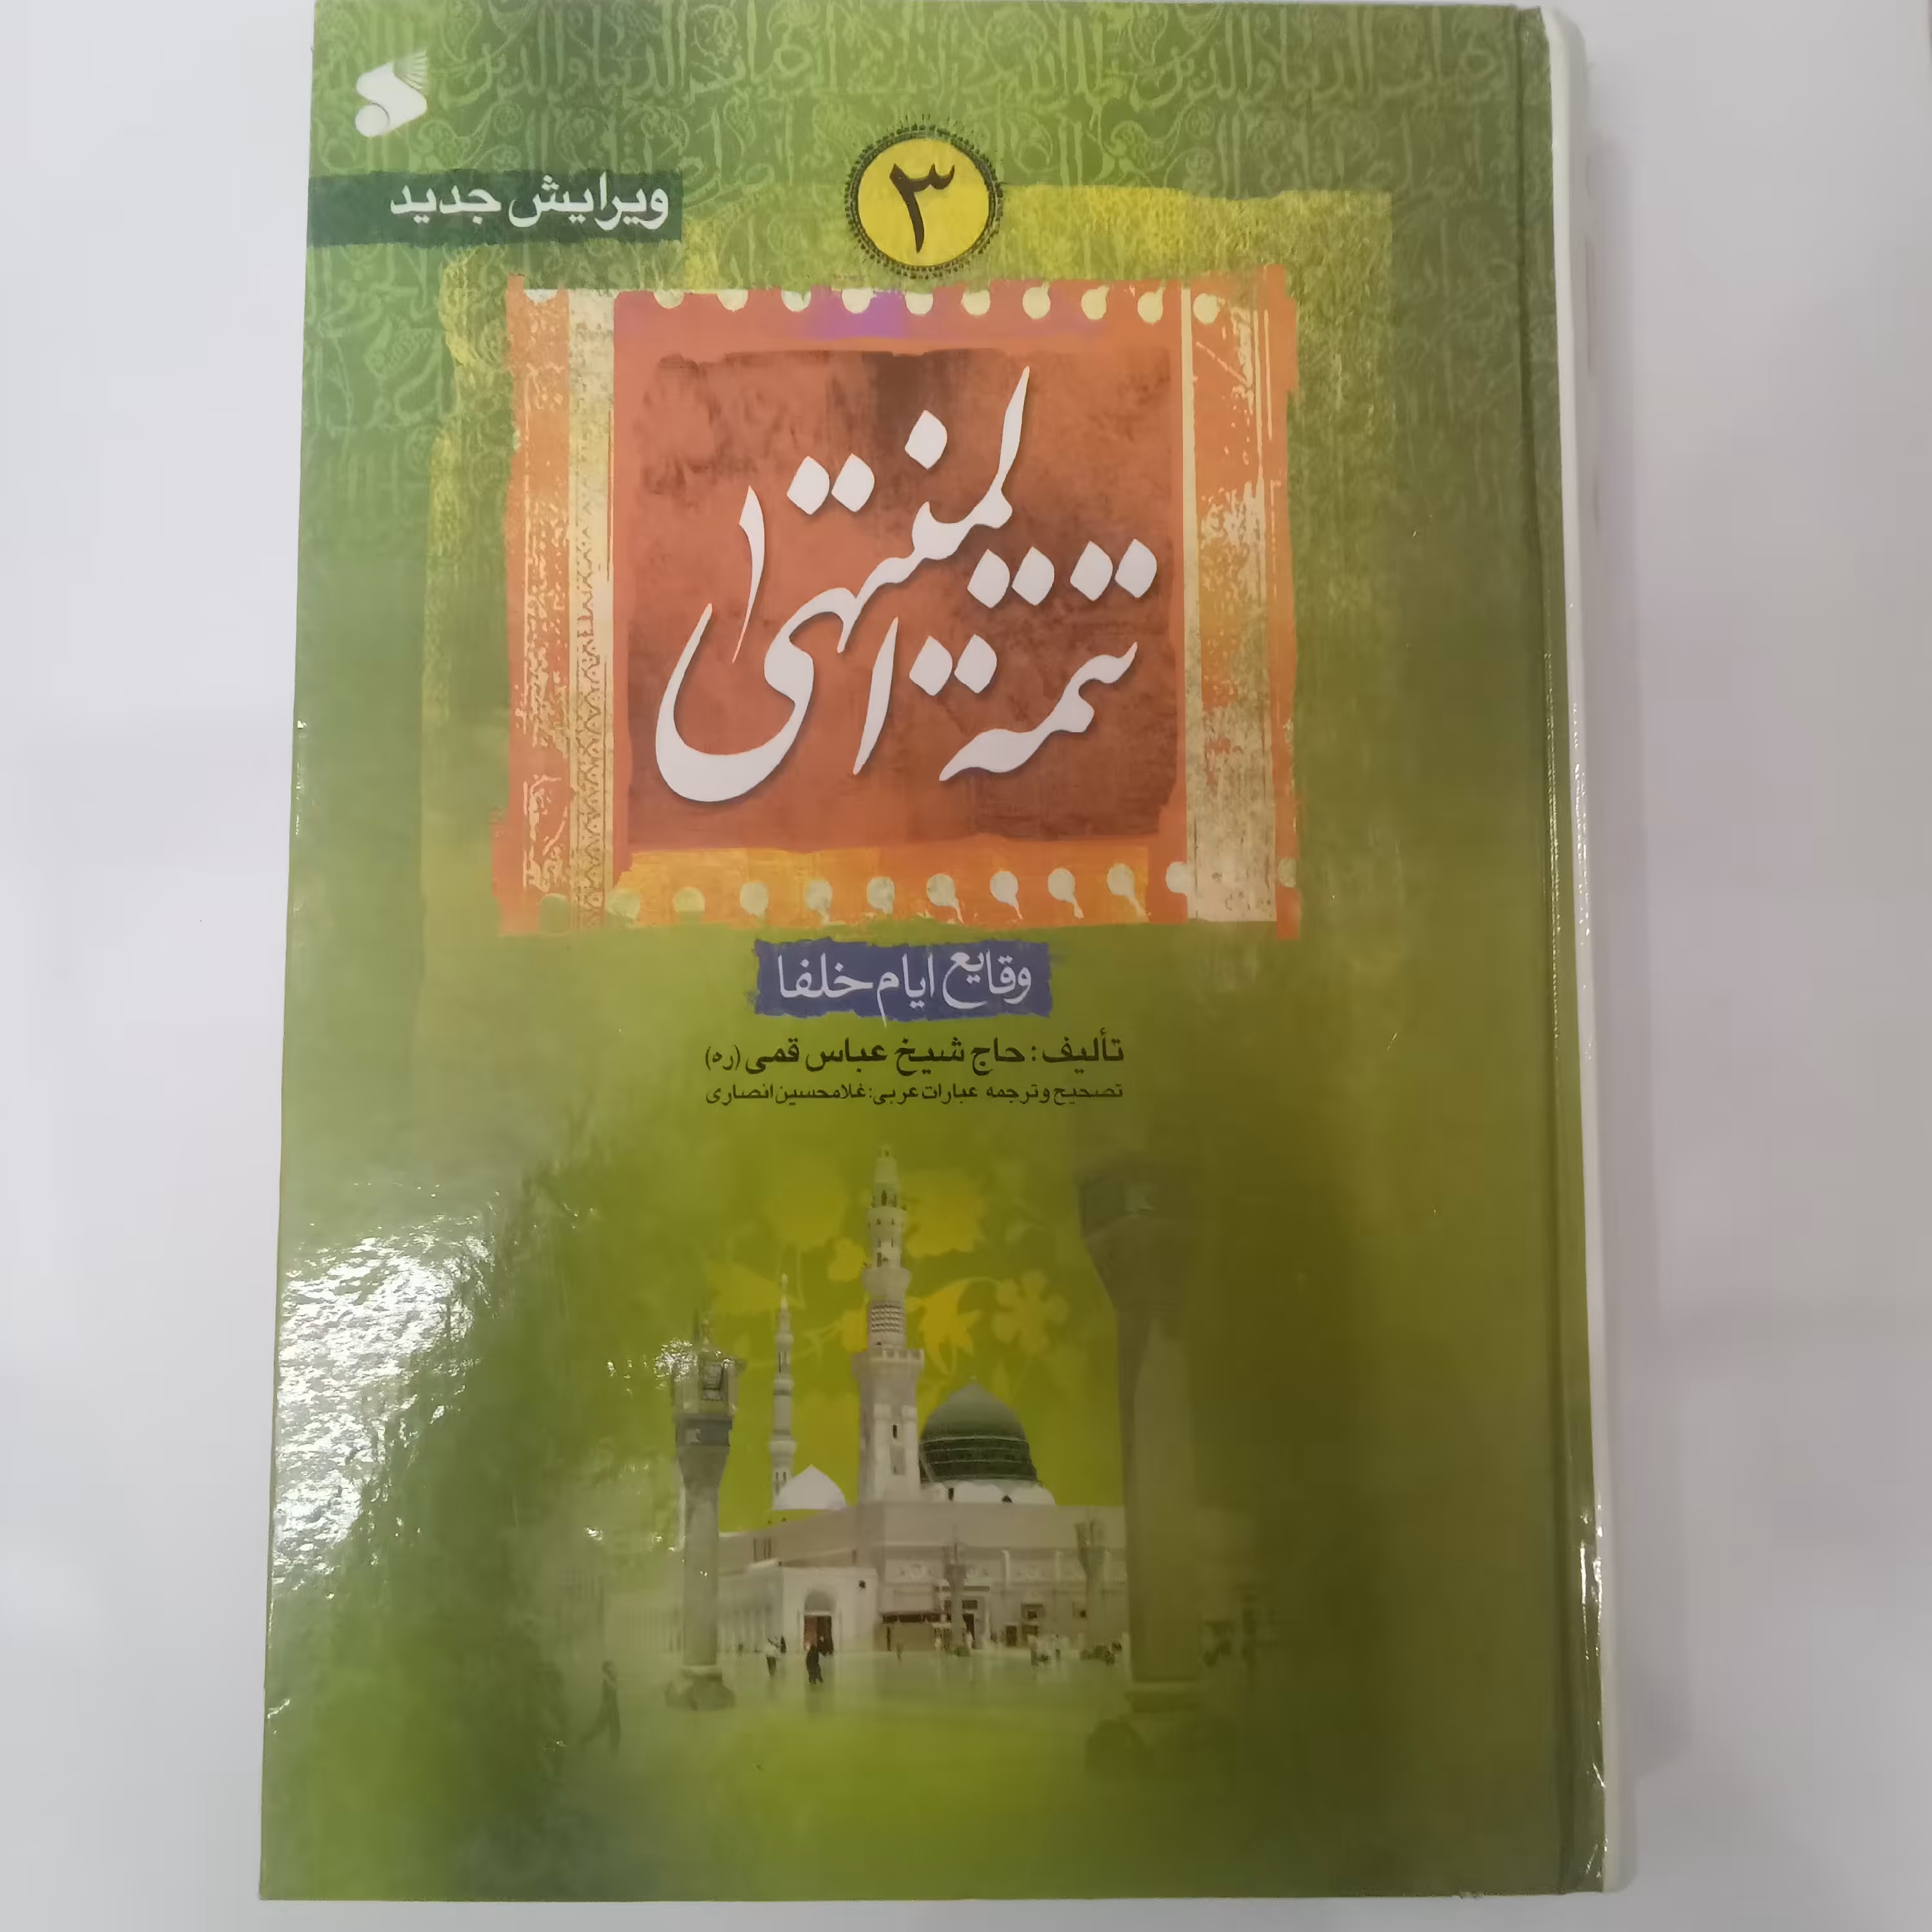 ۳
ویرایش جدید
تتمة المنتهی
وقایع ایام خلفا
تألیف: حاج شیخ عباس قمی (ره)
تصحیح و ترجمه عبارات عربی: غلامحسین انصاری